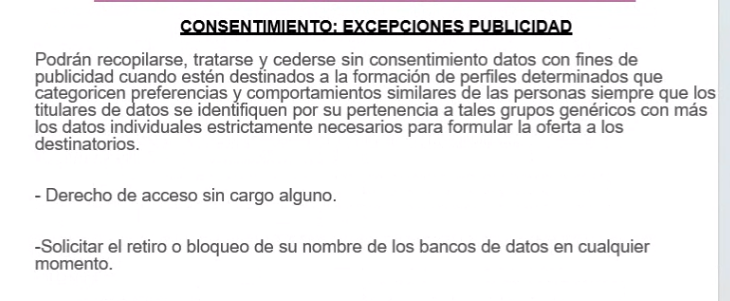 CONSENTIMIENTO: EXCEPCIONES PUBLICIDAD
Podrán recopilarse, tratarse y cederse sin consentimiento datos con fines de
publicidad cuando estén destinados a la formación de perfiles determinados que
categoricen preferencias y comportamientos similares de las personas siempre que los
titulares de datos se identifiquen por su pertenencia a tales grupos genéricos con más
los datos individuales estrictamente necesarios para formular la oferta a los
destinatorios.
- Derecho de acceso sin cargo alguno.
-Solicitar el retiro o bloqueo de su nombre de los bancos de datos en cualquier
momento.